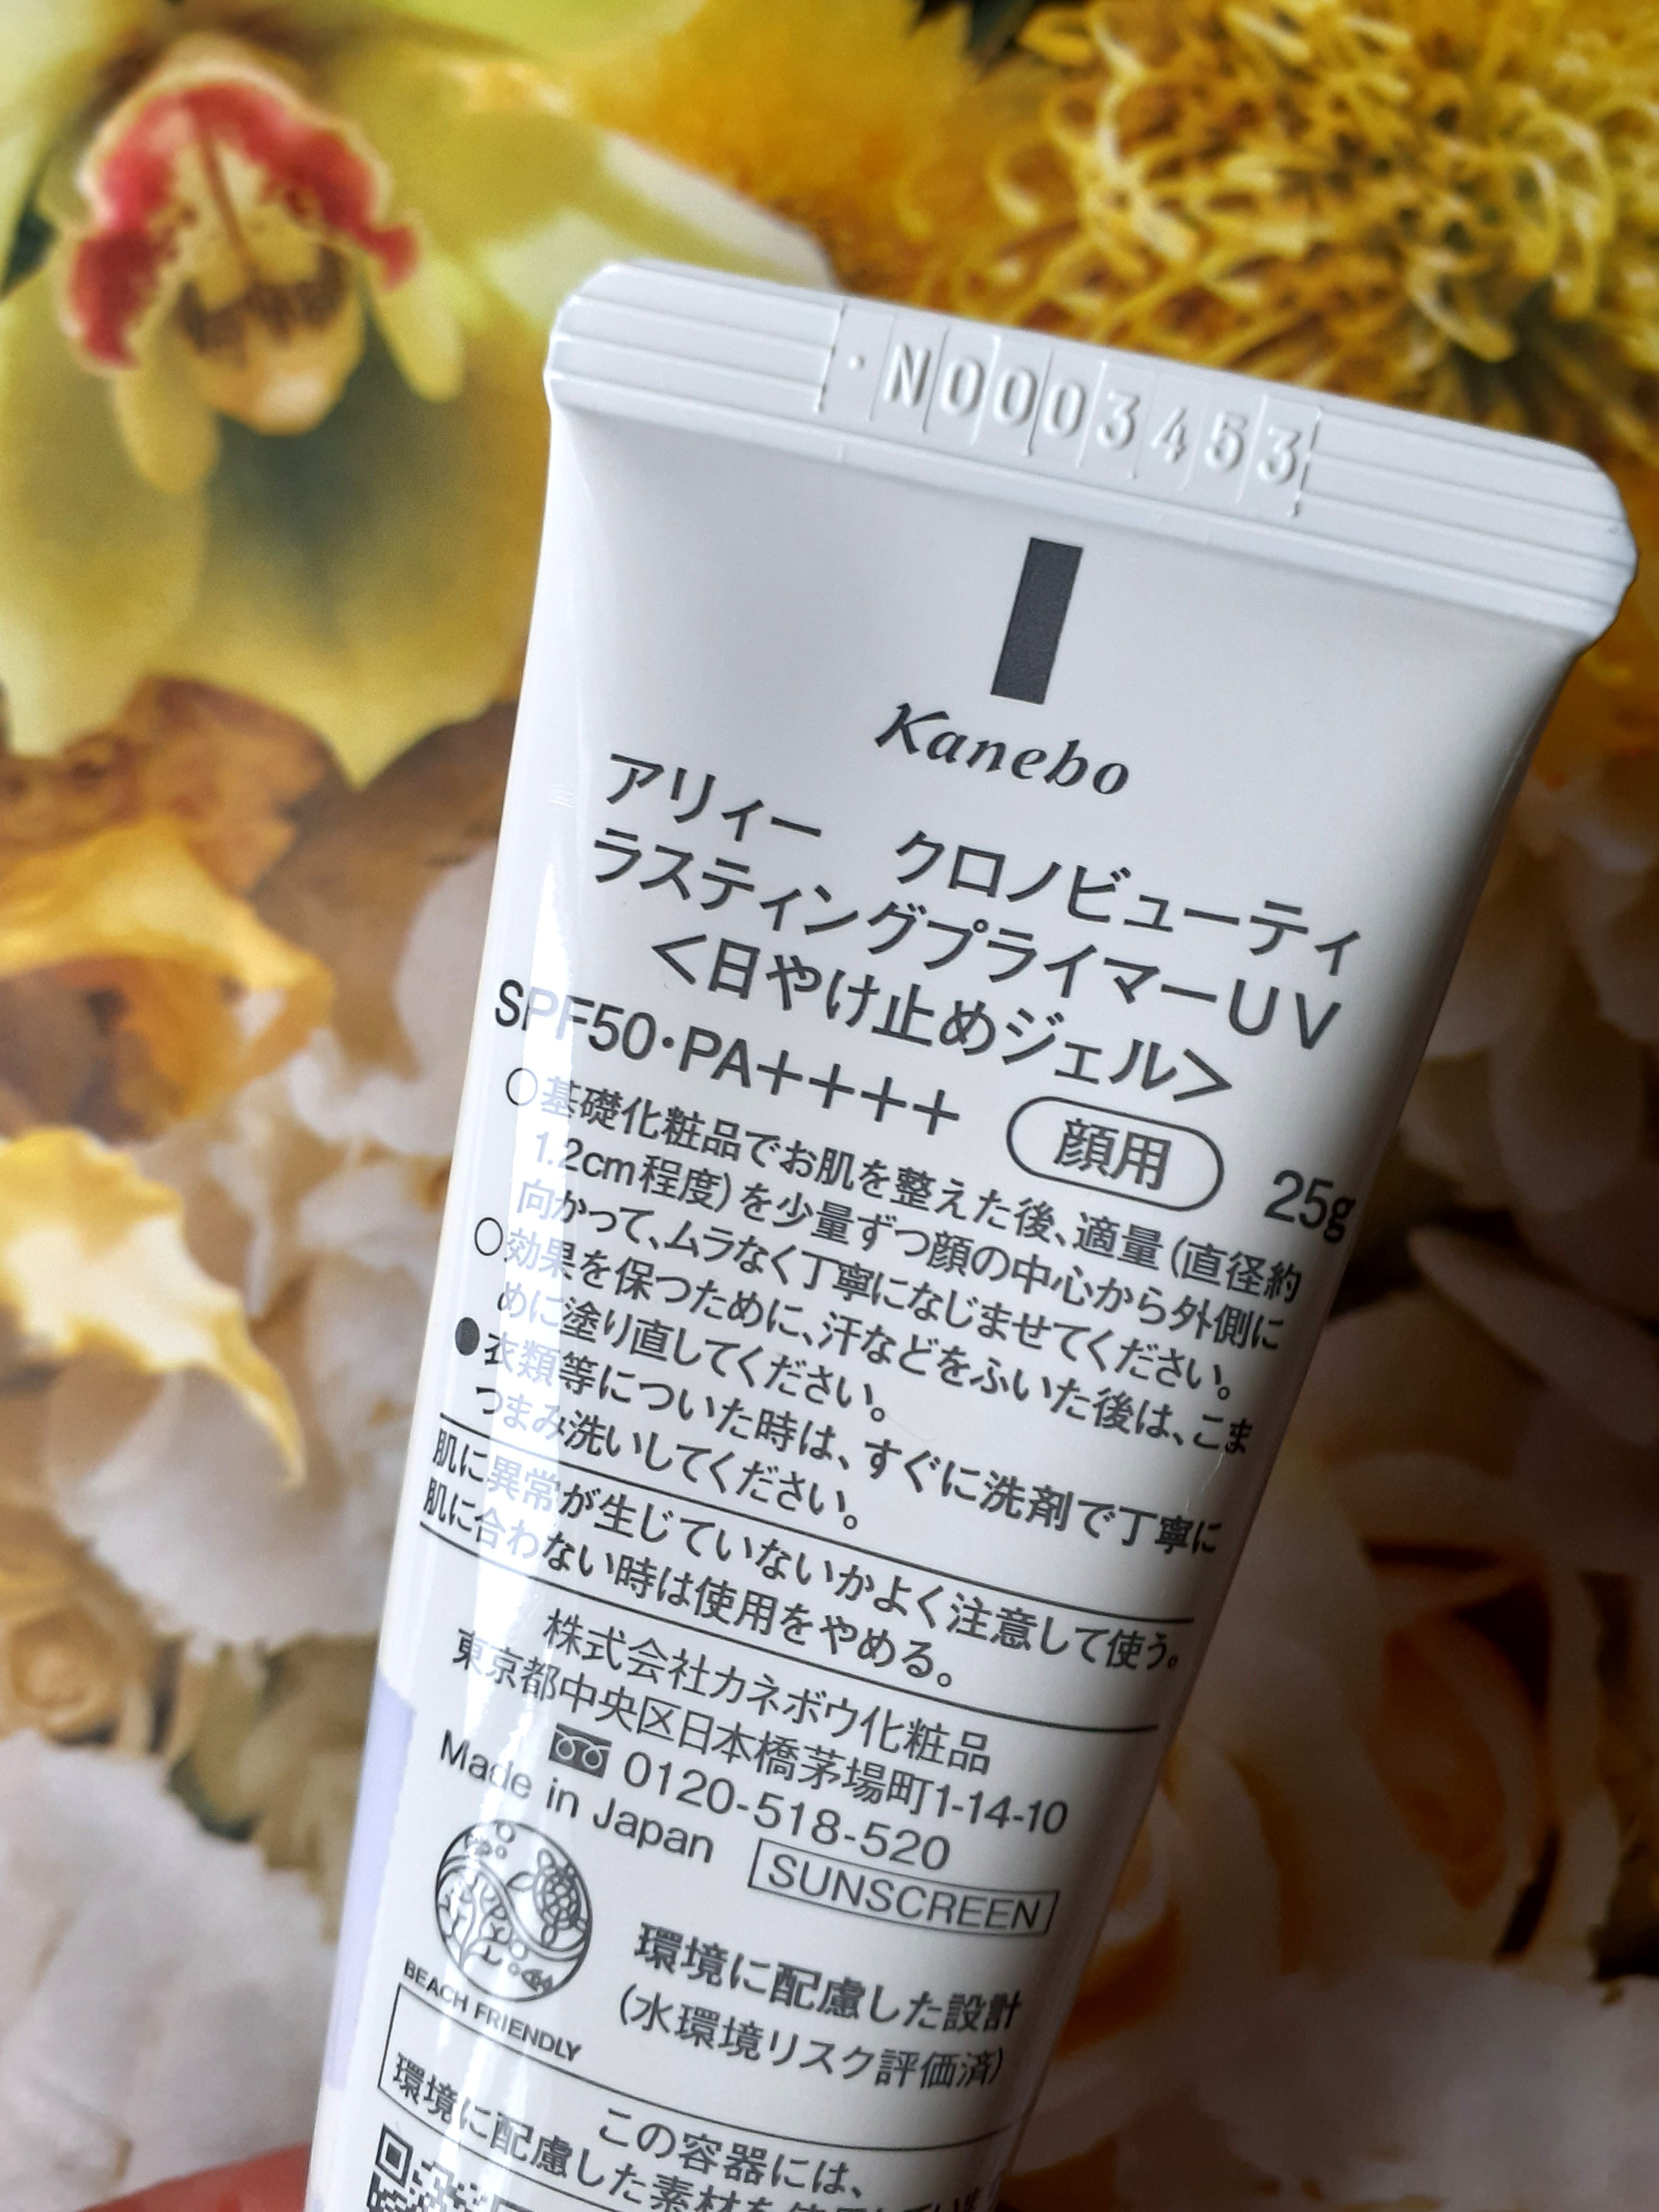 ·N0003453
Kanebo
アリィー クロノビューティ
ラスティングプライマーUV
<日やけ止めジェル>
SPF50・PA++++ 顔用 25g
○基礎化粧品でお肌を整えた後、適量(直径約
1.2cm程度)を少量ずつ顔の中心から外側に
向かって、ムラなく丁寧になじませてください。
○効果を保つために、汗などをふいた後は、こま
めに塗り直してください。
●衣類等についた時は、すぐに洗剤で丁寧に
つまみ洗いしてください。
肌に異常が生じていないかよく注意して使う。
肌に合わない時は使用をやめる。
株式会社カネボウ化粧品
東京都中央区日本橋茅場町1-14-10
0120-518-520
Made in Japan SUNSCREEN
BEACH FRIENDLY
環境に配慮した設計
(水環境リスク評価済)
この容器には、
環境に配慮した素材を